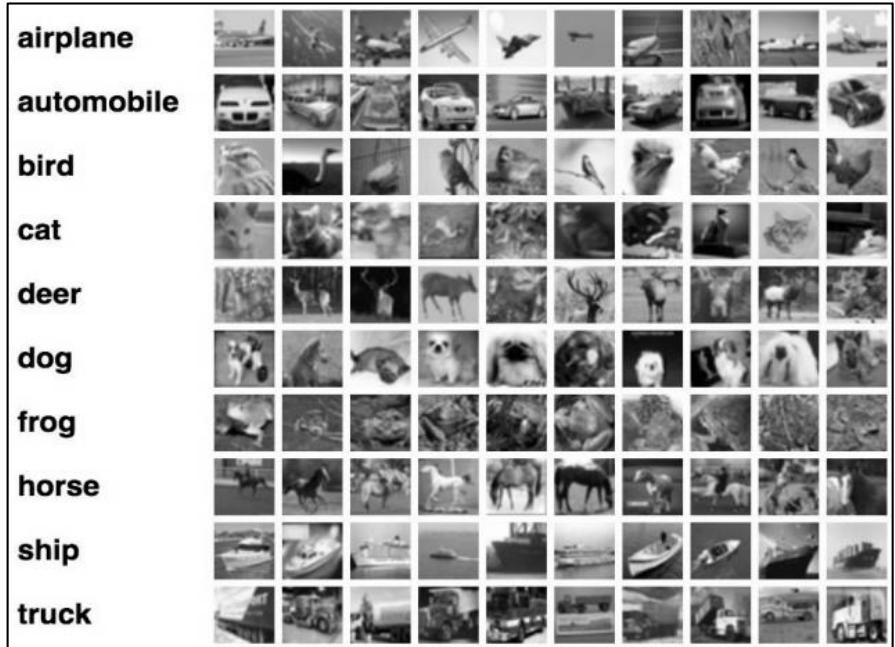 airplane
automobile
bird
cat
deer
dog
frog
horse
ship
truck